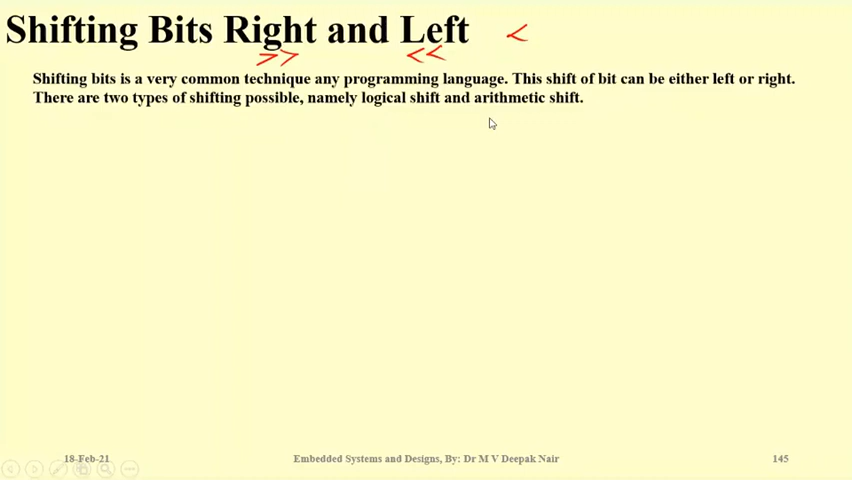 Shifting Bits Right and Left <
>> <<
Shifting bits is a very common technique any programming language. This shift of bit can be either left or right.
There are two types of shifting possible, namely logical shift and arithmetic shift.
18-Feb-21 Embedded Systems and Designs, By: Dr M V Deepak Nair 145